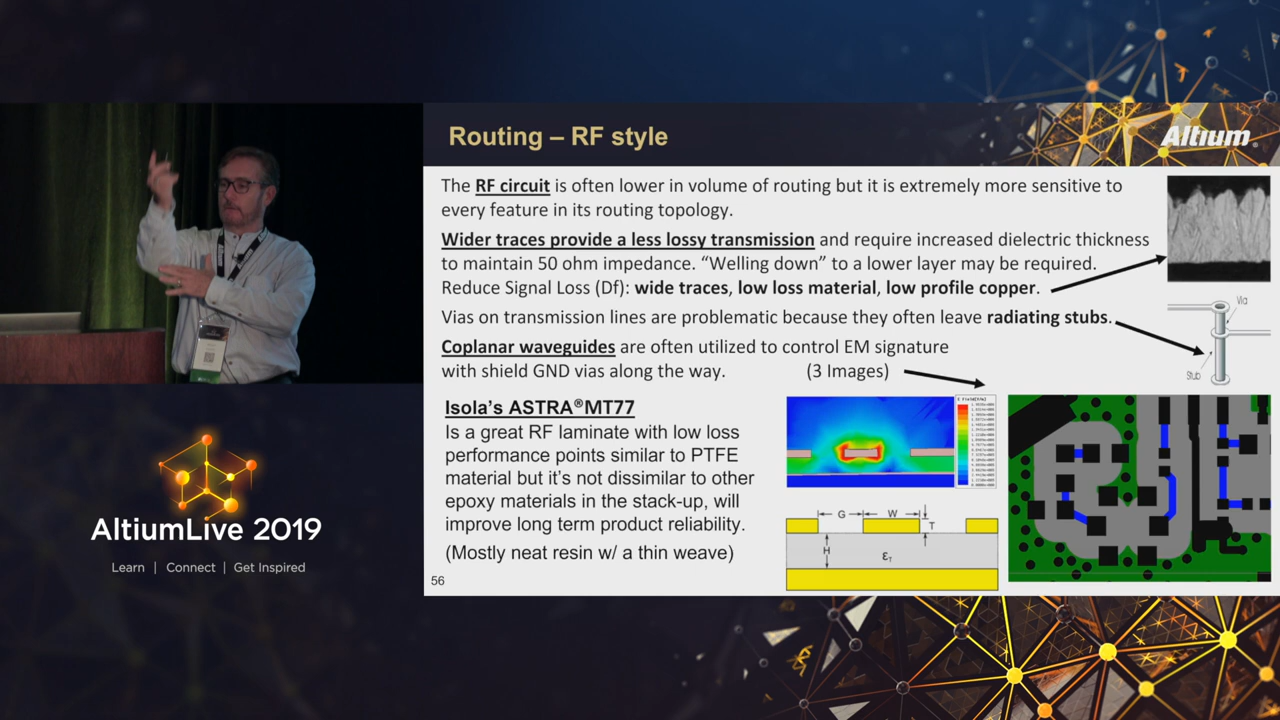 Routing – RF style
Altium®
The RF circuit is often lower in volume of routing but it is extremely more sensitive to
every feature in its routing topology.
Wider traces provide a less lossy transmission and require increased dielectric thickness
to maintain 50 ohm impedance. “Welling down” to a lower layer may be required.
Reduce Signal Loss (Df): wide traces, low loss material, low profile copper.
Vias on transmission lines are problematic because they often leave radiating stubs.
Via
Stub
Coplanar waveguides are often utilized to control EM signature
with shield GND vias along the way. (3 Images)
Isola’s ASTRA®MT77
Is a great RF laminate with low loss
performance points similar to PTFE
material but it’s not dissimilar to other
epoxy materials in the stack-up, will
improve long term product reliability.
(Mostly neat resin w/ a thin weave)
G W T
H
56
AltiumLive 2019
Learn | Connect | Get Inspired